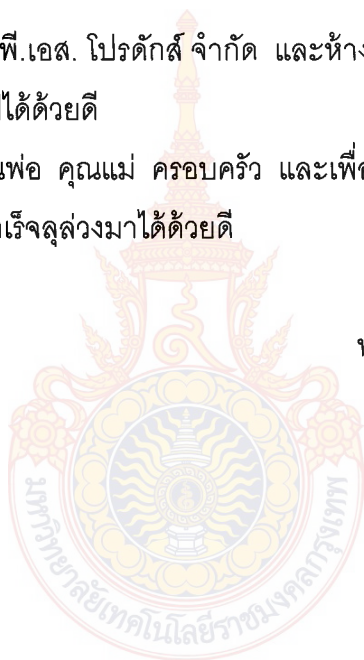 พี.เอส. โปรดักส์ จำกัด และห้าง
ได้ด้วยดี
พ่อ คุณแม่ ครอบครัว และเพื่อ
เร็จลุล่วงมาได้ด้วยดี
มหาวิทยาลัยเทคโนโลยีราชมงคลกรุงเทพ